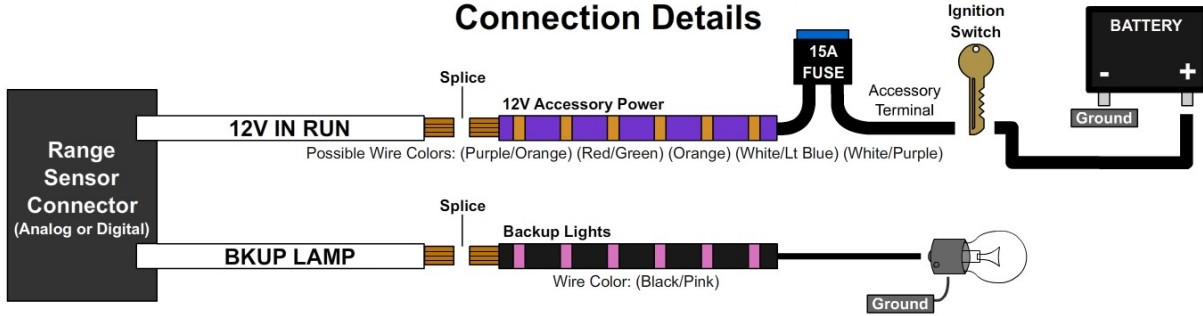 Connection Details
Ignition
Switch
BATTERY
- +
Ground
15A
FUSE
Accessory
Terminal
Splice
12V Accessory Power
12V IN RUN
Possible Wire Colors: (Purple/Orange) (Red/Green) (Orange) (White/Lt Blue) (White/Purple)
Range
Sensor
Connector
(Analog or Digital)
Splice
Backup Lights
BKUP LAMP
Wire Color: (Black/Pink)
Ground